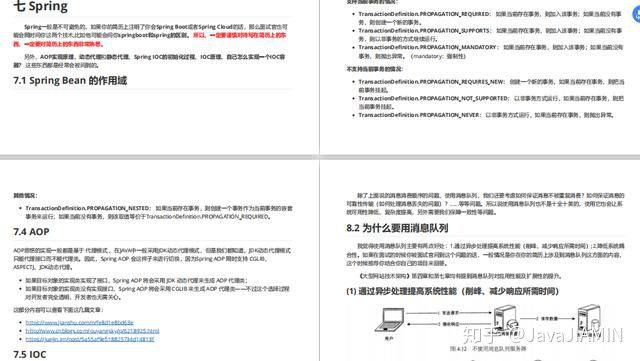 七 Spring
Spring一般是不可避免的，如果你的简历上注明了你会Spring Boot或者Spring Cloud的话，那么面试官也可
能会同时问你这两个技术,比如他可能会问你springboot和spring的区别。 所以，一定要谨慎对待写在简历上的东
西，一定要对简历上的东西非常熟悉。
另外，AOP实现原理、动态代理和静态代理、Spring IOC的初始化过程、IOC原理、自己怎么实现一个IOC容
器？ 这些东西都是经常会被问到的。
7.1 Spring Bean 的作用域
支持当前事务的情况：
TransactionDefinition.PROPAGATION_REQUIRED： 如果当前存在事务，则加入该事务；如果当前没有事
务，则创建一个新的事务。
TransactionDefinition.PROPAGATION_SUPPORTS： 如果当前存在事务，则加入该事务；如果当前没有事
务，则以非事务的方式继续运行。
TransactionDefinition.PROPAGATION_MANDATORY： 如果当前存在事务，则加入该事务；如果当前没有
事务，则抛出异常。（mandatory：强制性）
不支持当前事务的情况：
TransactionDefinition.PROPAGATION_REQUIRES_NEW： 创建一个新的事务，如果当前存在事务，则把当
前事务挂起。
TransactionDefinition.PROPAGATION_NOT_SUPPORTED： 以非事务方式运行，如果当前存在事务，则把
当前事务挂起。
TransactionDefinition.PROPAGATION_NEVER： 以非事务方式运行，如果当前存在事务，则抛出异常。
其他情况：
TransactionDefinition.PROPAGATION_NESTED： 如果当前存在事务，则创建一个事务作为当前事务的嵌套
事务来运行；如果当前没有事务，则该取值等价于TransactionDefinition.PROPAGATION_REQUIRED。
7.4 AOP
AOP思想的实现一般都是基于 代理模式 ，在JAVA中一般采用JDK动态代理模式，但是我们都知道，JDK动态代理模式
只能代理接口而不能代理类。因此，Spring AOP 会这样子来进行切换，因为Spring AOP 同时支持 CGLIB、
ASPECTJ、JDK动态代理。
如果目标对象的实现类实现了接口，Spring AOP 将会采用 JDK 动态代理来生成 AOP 代理类；
如果目标对象的实现类没有实现接口，Spring AOP 将会采用 CGLIB 来生成 AOP 代理类——不过这个选择过程
对开发者完全透明、开发者也无需关心。
这部分内容可以查看下面这几篇文章：
7.5 IOC
除了上面说的消息消费顺序的问题，使用消息队列，我们还要考虑如何保证消息不被重复消费？如何保证消息的
可靠性传输（如何处理消息丢失的问题）？......等等问题。所以说使用消息队列也不是十全十美的，使用它也会让系
统可用性降低、复杂度提高，另外需要我们保障一致性等问题。
8.2 为什么要用消息队列
我觉得使用消息队列主要有两点好处：1.通过异步处理提高系统性能（削峰、减少响应所需时间）;2.降低系统耦
合性。如果在面试的时候你被面试官问到这个问题的话，一般情况是你在你的简历上涉及到消息队列这方面的内容，
这个时候推荐你结合你自己的项目来回答。
《大型网站技术架构》第四章和第七章均有提到消息队列对应用性能及扩展性的提升。
(1) 通过异步处理提高系统性能（削峰、减少响应所需时间）
用户
图 4.12 不使用消息队列服务器
知乎 @JavaJIAMIN